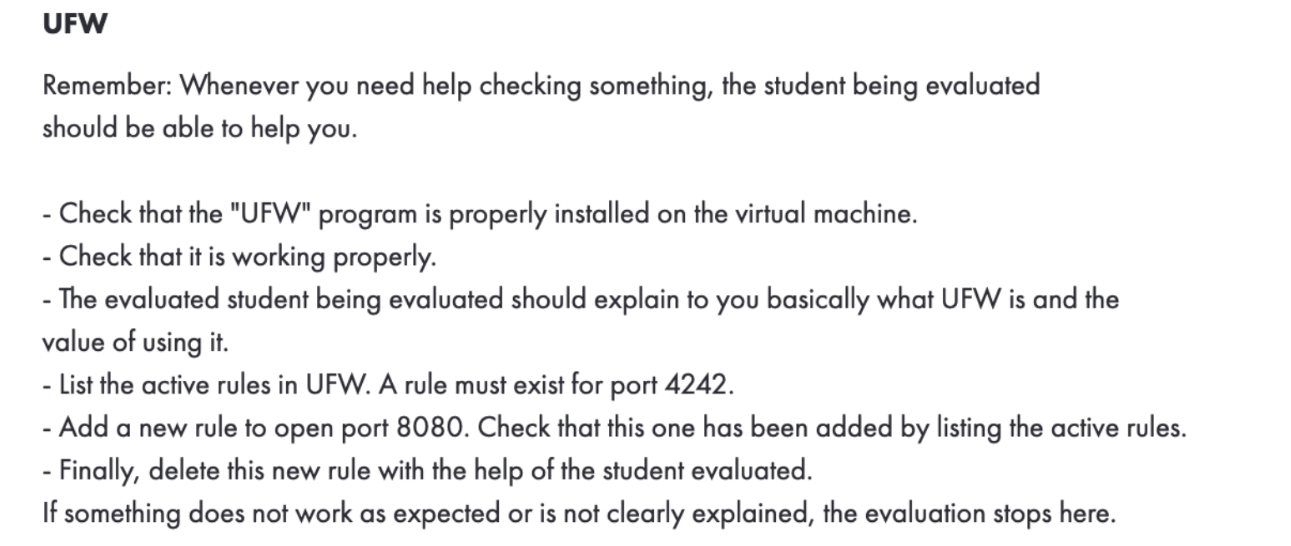 UFW
Remember: Whenever you need help checking something, the student being evaluated
should be able to help you.
- Check that the "UFW" program is properly installed on the virtual machine.
- Check that it is working properly.
- The evaluated student being evaluated should explain to you basically what UFW is and the
value of using it.
- List the active rules in UFW. A rule must exist for port 4242.
- Add a new rule to open port 8080. Check that this one has been added by listing the active rules.
- Finally, delete this new rule with the help of the student evaluated.
If something does not work as expected or is not clearly explained, the evaluation stops here.